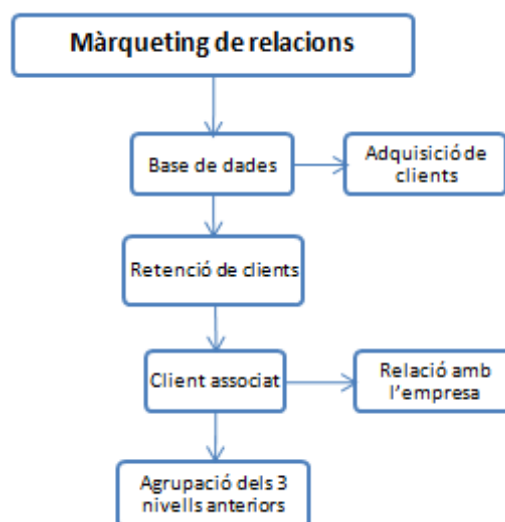 Màrqueting de relacions
Base de dades
Adquisició de
clients
Retenció de clients
Client associat
Relació amb
l'empresa
Agrupació dels 3
nivells anteriors